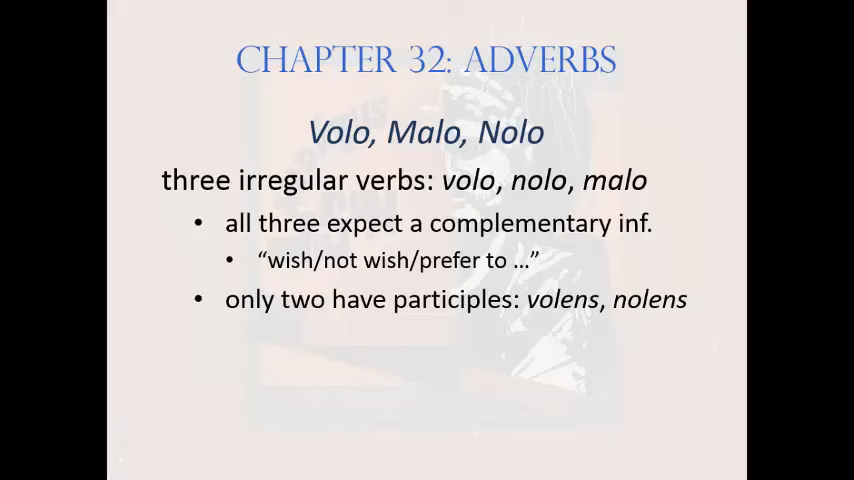 CHAPTER 32: ADVERBS
Volo, Malo, Nolo
three irregular verbs: volo, nolo, malo
• all three expect a complementary inf.
• “wish/not wish/prefer to …”
• only two have participles: volens, nolens